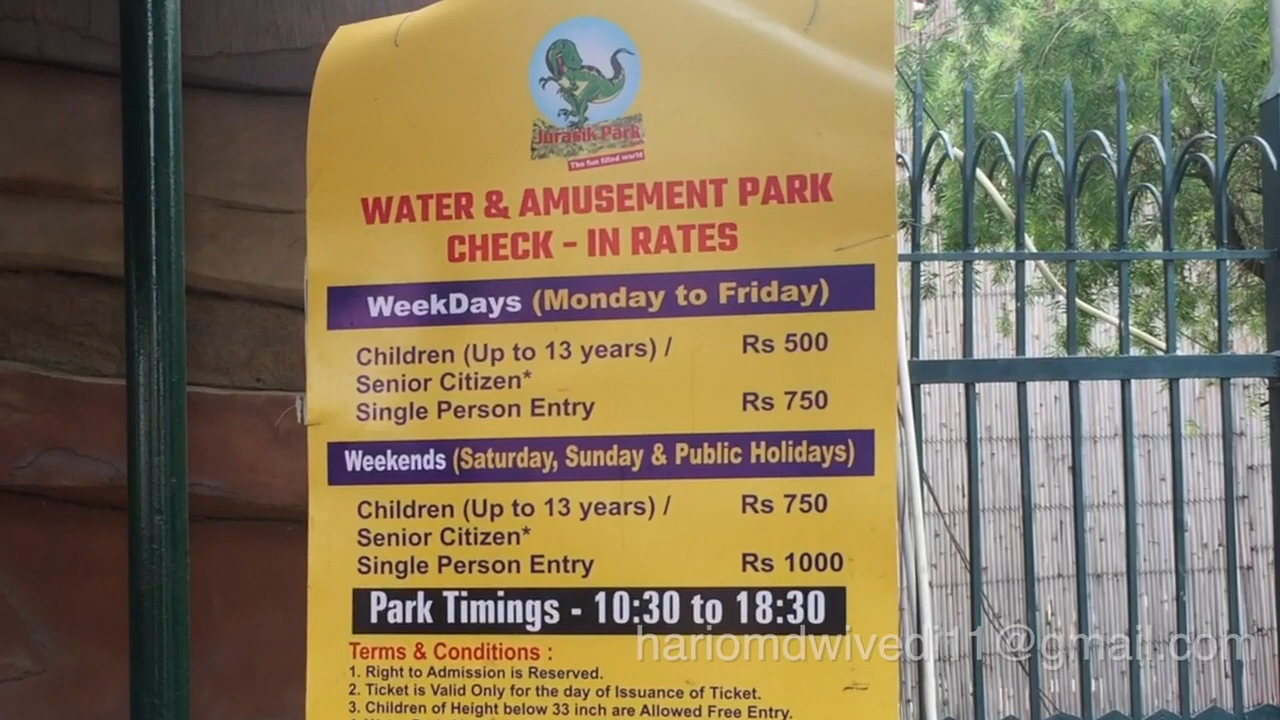 Jurasik Park
The fun filled world
WATER & AMUSEMENT PARK
CHECK - IN RATES
WeekDays (Monday to Friday)
Children (Up to 13 years) / Rs 500
Senior Citizen*
Single Person Entry Rs 750
Weekends (Saturday, Sunday & Public Holidays)
Children (Up to 13 years) / Rs 750
Senior Citizen*
Single Person Entry Rs 1000
Park Timings - 10:30 to 18:30
hariomdwivedi11@gmail.com
Terms & Conditions :
1. Right to Admission is Reserved.
2. Ticket is Valid Only for the day of Issuance of Ticket.
3. Children of Height below 33 inch are Allowed Free Entry.